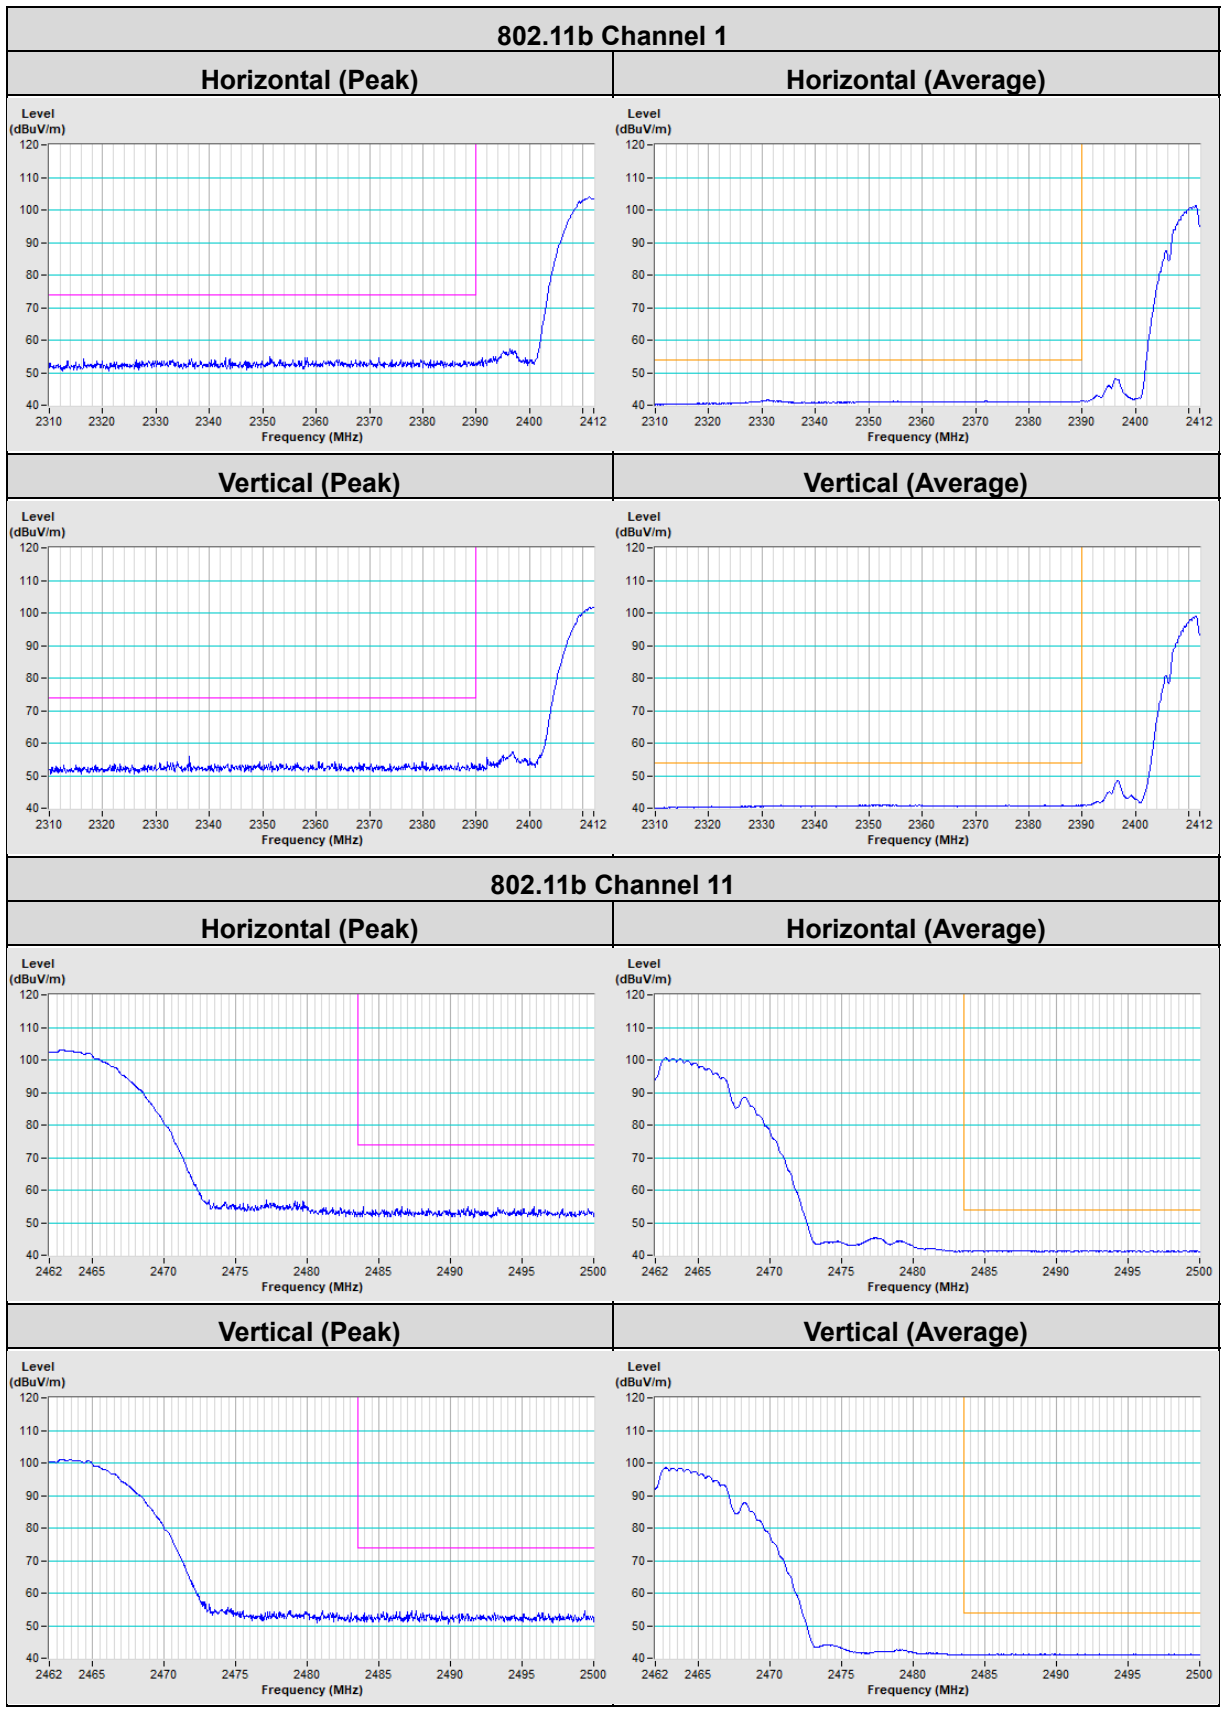 802.11b Channel 1
Horizontal (Peak)
Horizontal (Average)
Level
(dBuV/m)
120
110
100
90
80
70
60
50
40
2310 2320 2330 2340 2350 2360 2370 2380 2390 2400 2412
Frequency (MHz)
Level
(dBuV/m)
120
110
100
90
80
70
60
50
40
2310 2320 2330 2340 2350 2360 2370 2380 2390 2400 2412
Frequency (MHz)
Vertical (Peak)
Vertical (Average)
Level
(dBuV/m)
120
110
100
90
80
70
60
50
40
2310 2320 2330 2340 2350 2360 2370 2380 2390 2400 2412
Frequency (MHz)
Level
(dBuV/m)
120
110
100
90
80
70
60
50
40
2310 2320 2330 2340 2350 2360 2370 2380 2390 2400 2412
Frequency (MHz)
802.11b Channel 11
Horizontal (Peak)
Horizontal (Average)
Level
(dBuV/m)
120
110
100
90
80
70
60
50
40
2462 2465 2470 2475 2480 2485 2490 2495 2500
Frequency (MHz)
Level
(dBuV/m)
120
110
100
90
80
70
60
50
40
2462 2465 2470 2475 2480 2485 2490 2495 2500
Frequency (MHz)
Vertical (Peak)
Vertical (Average)
Level
(dBuV/m)
120
110
100
90
80
70
60
50
40
2462 2465 2470 2475 2480 2485 2490 2495 2500
Frequency (MHz)
Level
(dBuV/m)
120
110
100
90
80
70
60
50
40
2462 2465 2470 2475 2480 2485 2490 2495 2500
Frequency (MHz)